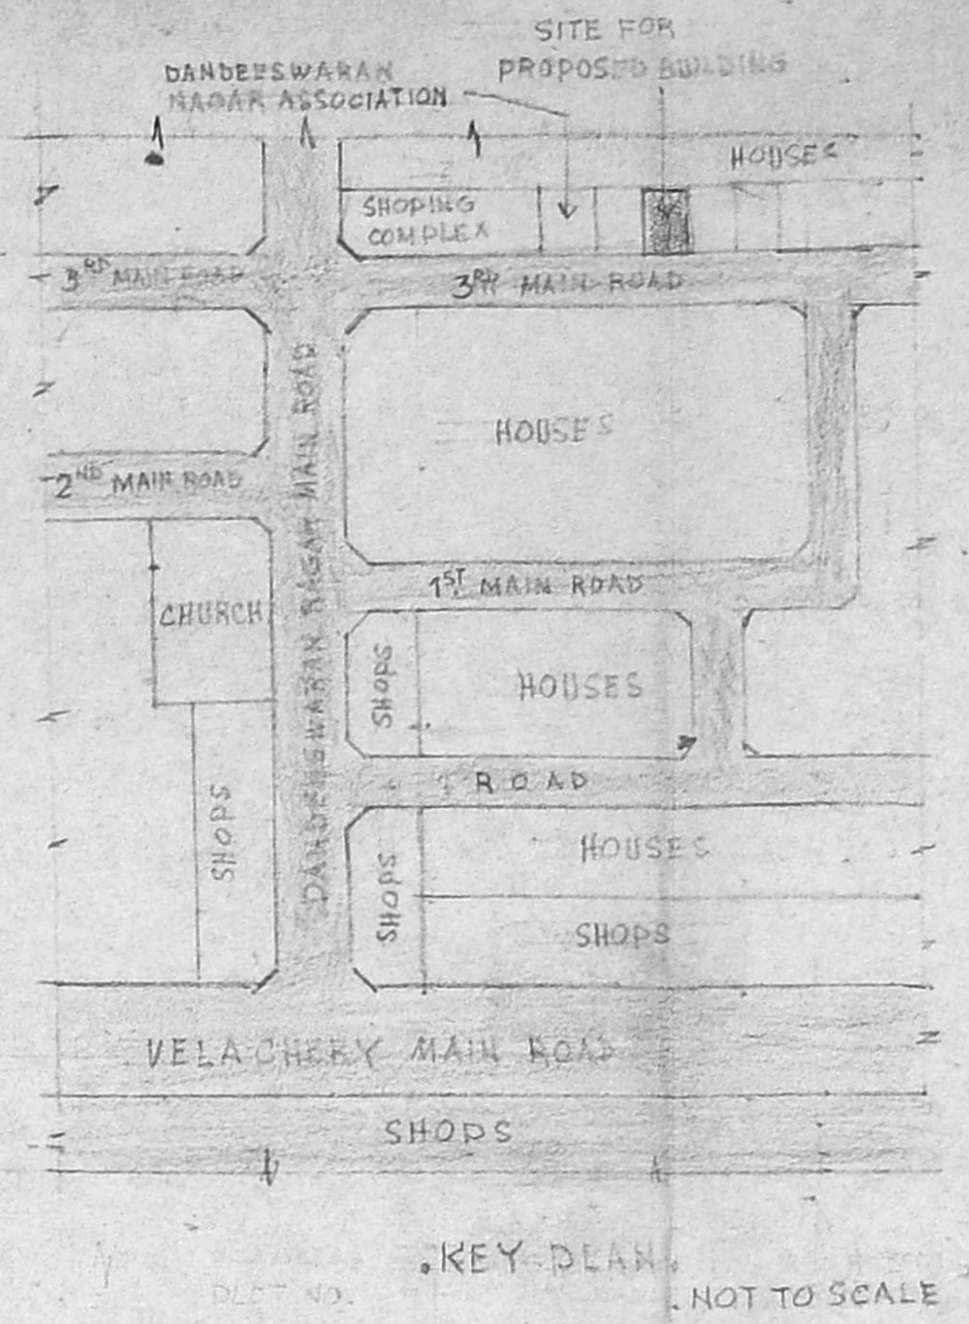 SITE FOR
PROPOSED BUILDING
DANDEESWARAN
NAGAR ASSOCIATION
HOUSES
SHOPING
COMPLEX
3RD MAIN ROAD
3RD MAIN ROAD
HOUSES
2ND MAIN ROAD
DANDEESWARAN NAGAR MAIN ROAD
1ST MAIN ROAD
CHURCH
SHOPS
HOUSES
ROAD
SHOPS
HOUSES
SHOPS
SHOPS
VELACHERY MAIN ROAD
SHOPS
.KEY PLAN.
.NOT TO SCALE